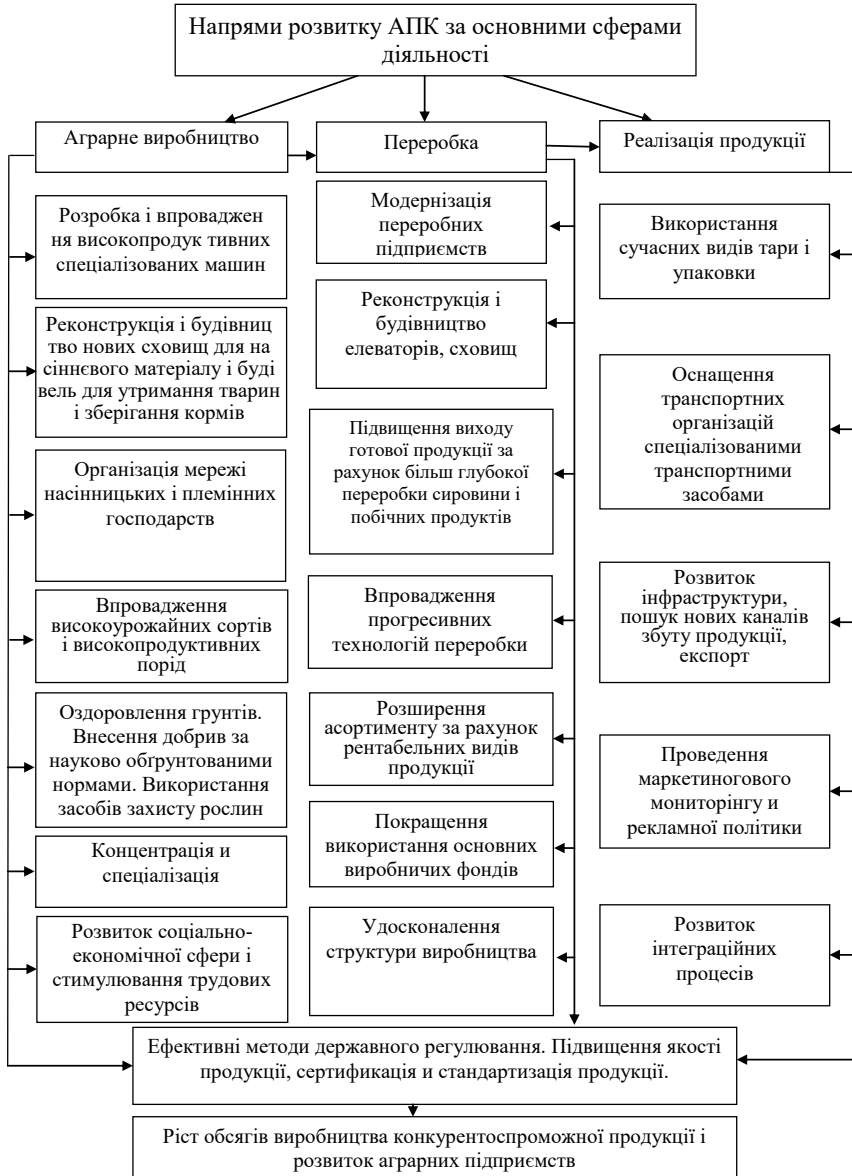 Напрями розвитку АПК за основними сферами
діяльності
Аграрне виробництво
Переробка
Реалізація продукції
Розробка і впроваджен
ня високопродук тивних
спеціалізованих машин
Реконструкція і будівниц
тво нових сховищ для на
сіннєвого матеріалу і буді
вель для утримання тварин
і зберігання кормів
Організація мережі
насінницьких і племінних
господарств
Впровадження
високоурожайних сортів
і високопродуктивних
порід
Оздоровлення грунтів.
Внесення добрив за
науково обґрунтованими
нормами. Використання
засобів захисту рослин
Концентрація и
спеціалізація
Розвиток соціально-
економічної сфери і
стимулювання трудових
ресурсів
Модернізація
переробних
підприємств
Реконструкція і
будівництво
елеваторів, сховищ
Підвищення виходу
готової продукції за
рахунок більш глубокої
переробки сировини і
побічних продуктів
Впровадження
прогресивних
технологій переробки
Розширення
асортименту за рахунок
рентабельних видів
продукції
Покращення
використання основних
виробничих фондів
Удосконалення
структури виробництва
Використання
сучасних видів тари і
упаковки
Оснащення
транспортних
організацій
спеціалізованими
транспортними
засобами
Розвиток
інфраструктури,
пошук нових каналів
збуту продукції,
експорт
Проведення
маркетиногового
мониторінгу и
рекламної політики
Розвиток
інтеграційних
процесів
Ефективні методи державного регулювання. Підвищення якості
продукції, сертифікація и стандартизація продукції.
Ріст обсягів виробництва конкурентоспроможної продукції і
розвиток аграрних підприємств